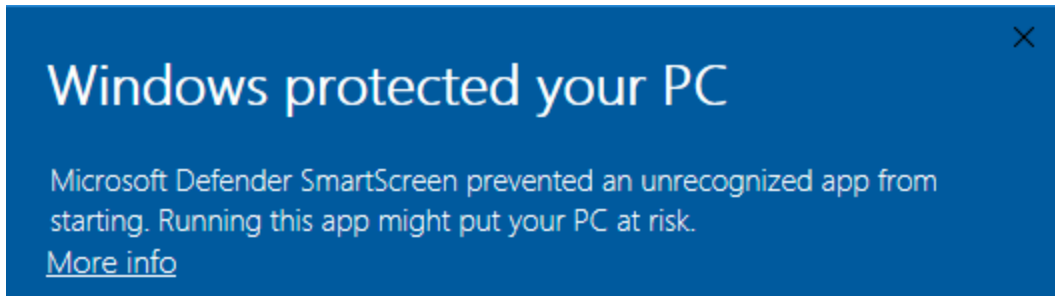 Windows protected your PC
Microsoft Defender SmartScreen prevented an unrecognized app from
starting. Running this app might put your PC at risk.
More info